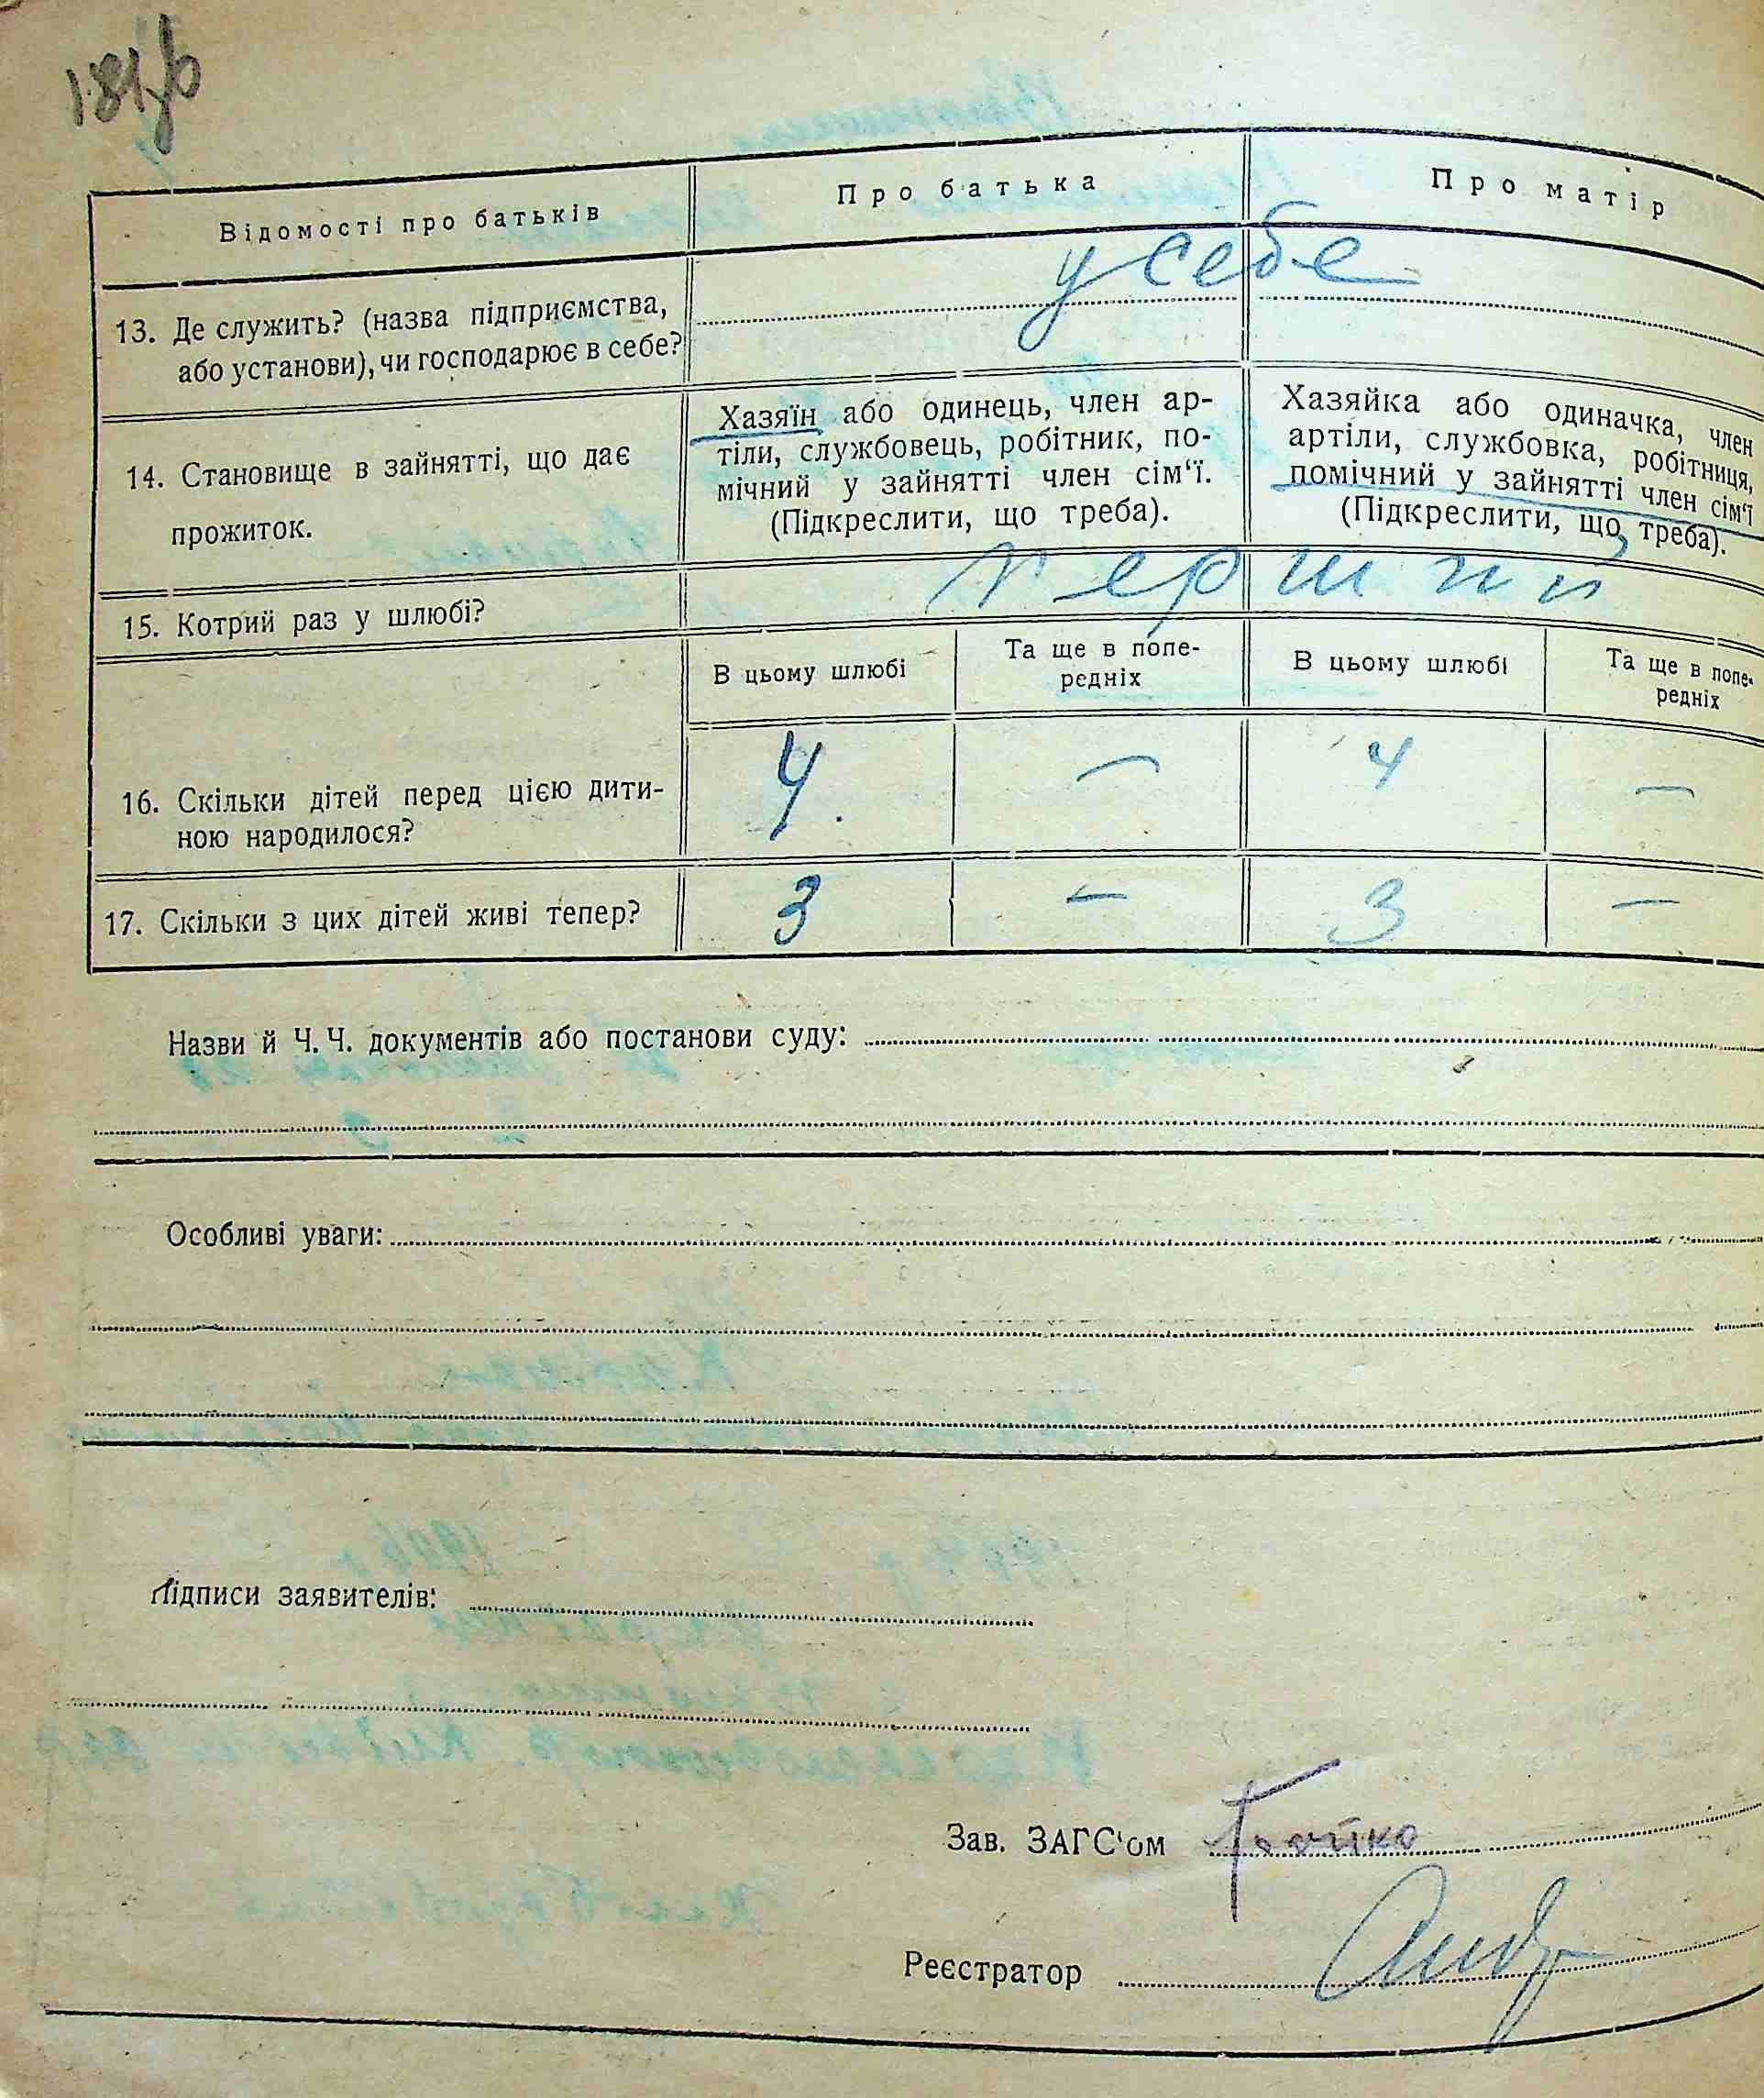 Відомості про батьків Про батька Про матір
13. Де служить? (назва підприємства, або установи), чи господарює в себе?
у себе
14. Становище в зайнятті, що дає прожиток.
Хазяїн або одинець, член ар-
тіли, службовець, робітник, по-
мічний у зайнятті член сім‘ї.
(Підкреслити, що треба).
Хазяйка або одиначка, член
артіли, службовка, робітниця,
помічний у зайнятті член сім‘ї
(Підкреслити, що треба).
15. Котрий раз у шлюбі?
перший
В цьому шлюбі
Та ще в попе-
редніх
В цьому шлюбі
Та ще в попе-
редніх
16. Скільки дітей перед цією дити-
ною народилося?
4 — 4 —
17. Скільки з цих дітей живі тепер? 3 — 3 —
Назви й Ч. Ч. документів або постанови суду:
Особливі уваги:
Підписи заявителів:
Зав. ЗАГС‘ом Бойко
Реєстратор